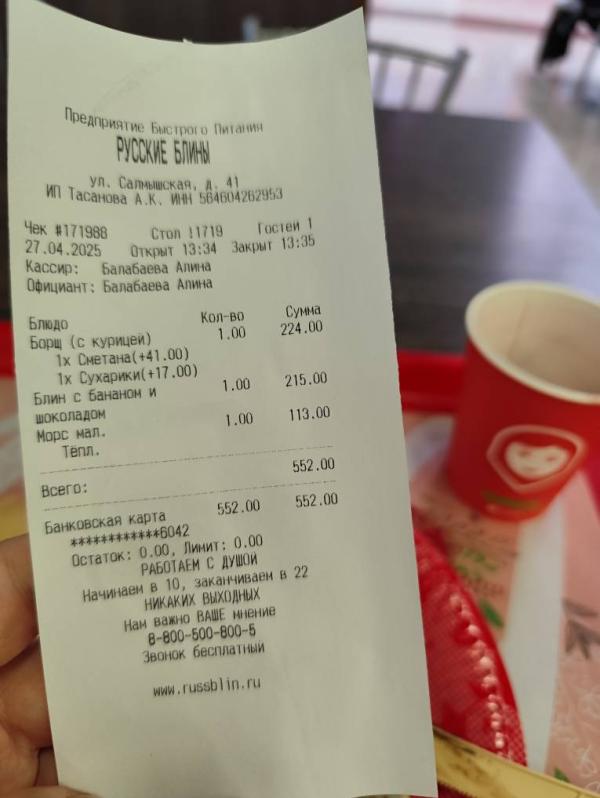 Предприятие Быстрого Питания
РУССКИЕ БЛИНЫ
ул. Салмышская, д. 41
ИП Тасанова А.К. ИНН 564604262953
Чек #171988 Стол !1719 Гостей 1
27.04.2025 Открыт 13:34 Закрыт 13:35
Кассир: Балабаева Алина
Официант: Балабаева Алина
Блюдо Кол-во Сумма
Борщ (с курицей) 1.00 224.00
1х Сметана(+41.00)
1х Сухарики(+17.00)
Блин с бананом и 1.00 215.00
шоколадом
Морс мал. 1.00 113.00
Тёпл.
Всего: 552.00
Банковская карта 552.00 552.00
************6042
Остаток: 0.00, Лимит: 0.00
РАБОТАЕМ С ДУШОЙ
Начинаем в 10, заканчиваем в 22
НИКАКИХ ВЫХОДНЫХ
Нам важно ВАШЕ мнение
8-800-500-800-5
Звонок бесплатный
www.russblin.ru